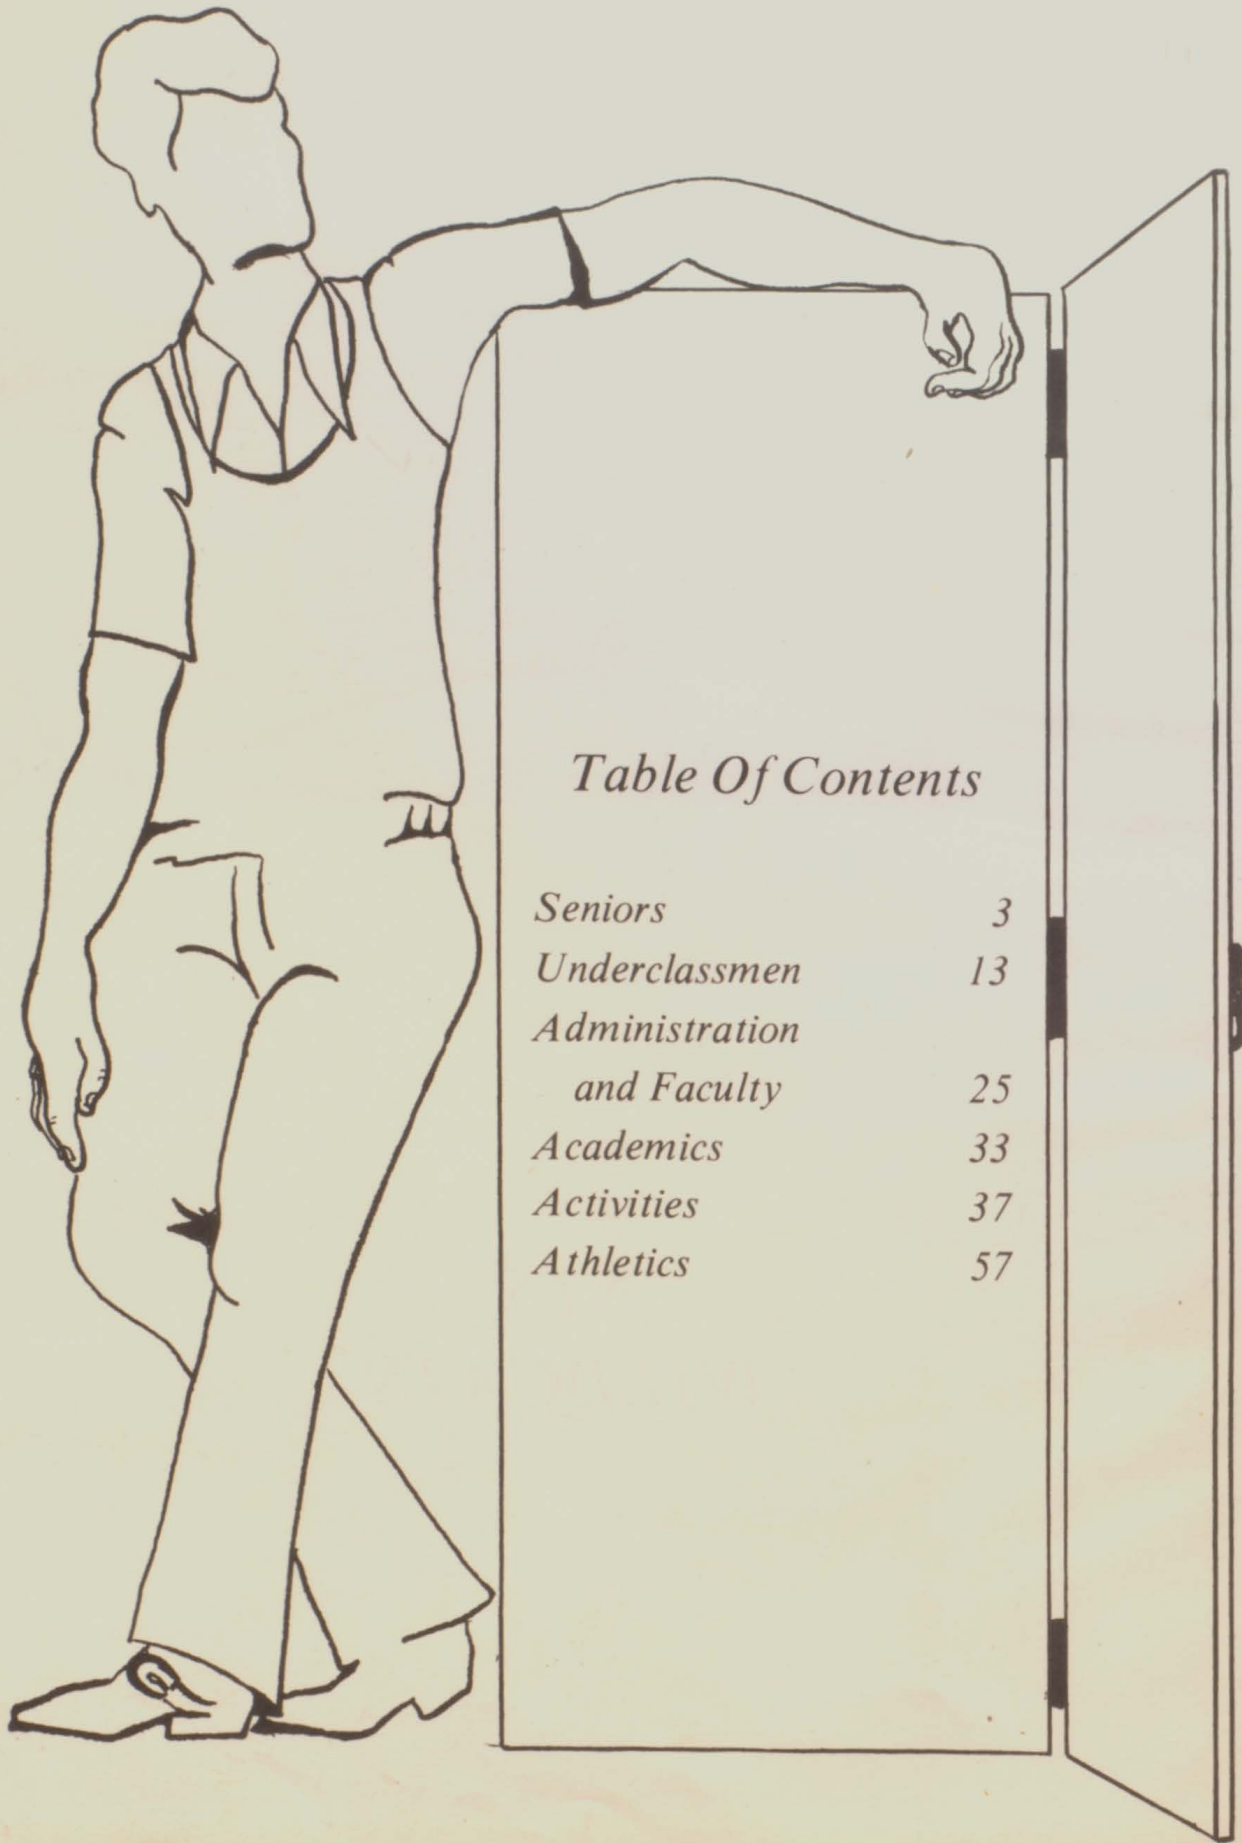 Table Of Contents
Seniors 3
Underclassmen 13
Administration
and Faculty 25
Academics 33
Activities 37
Athletics 57